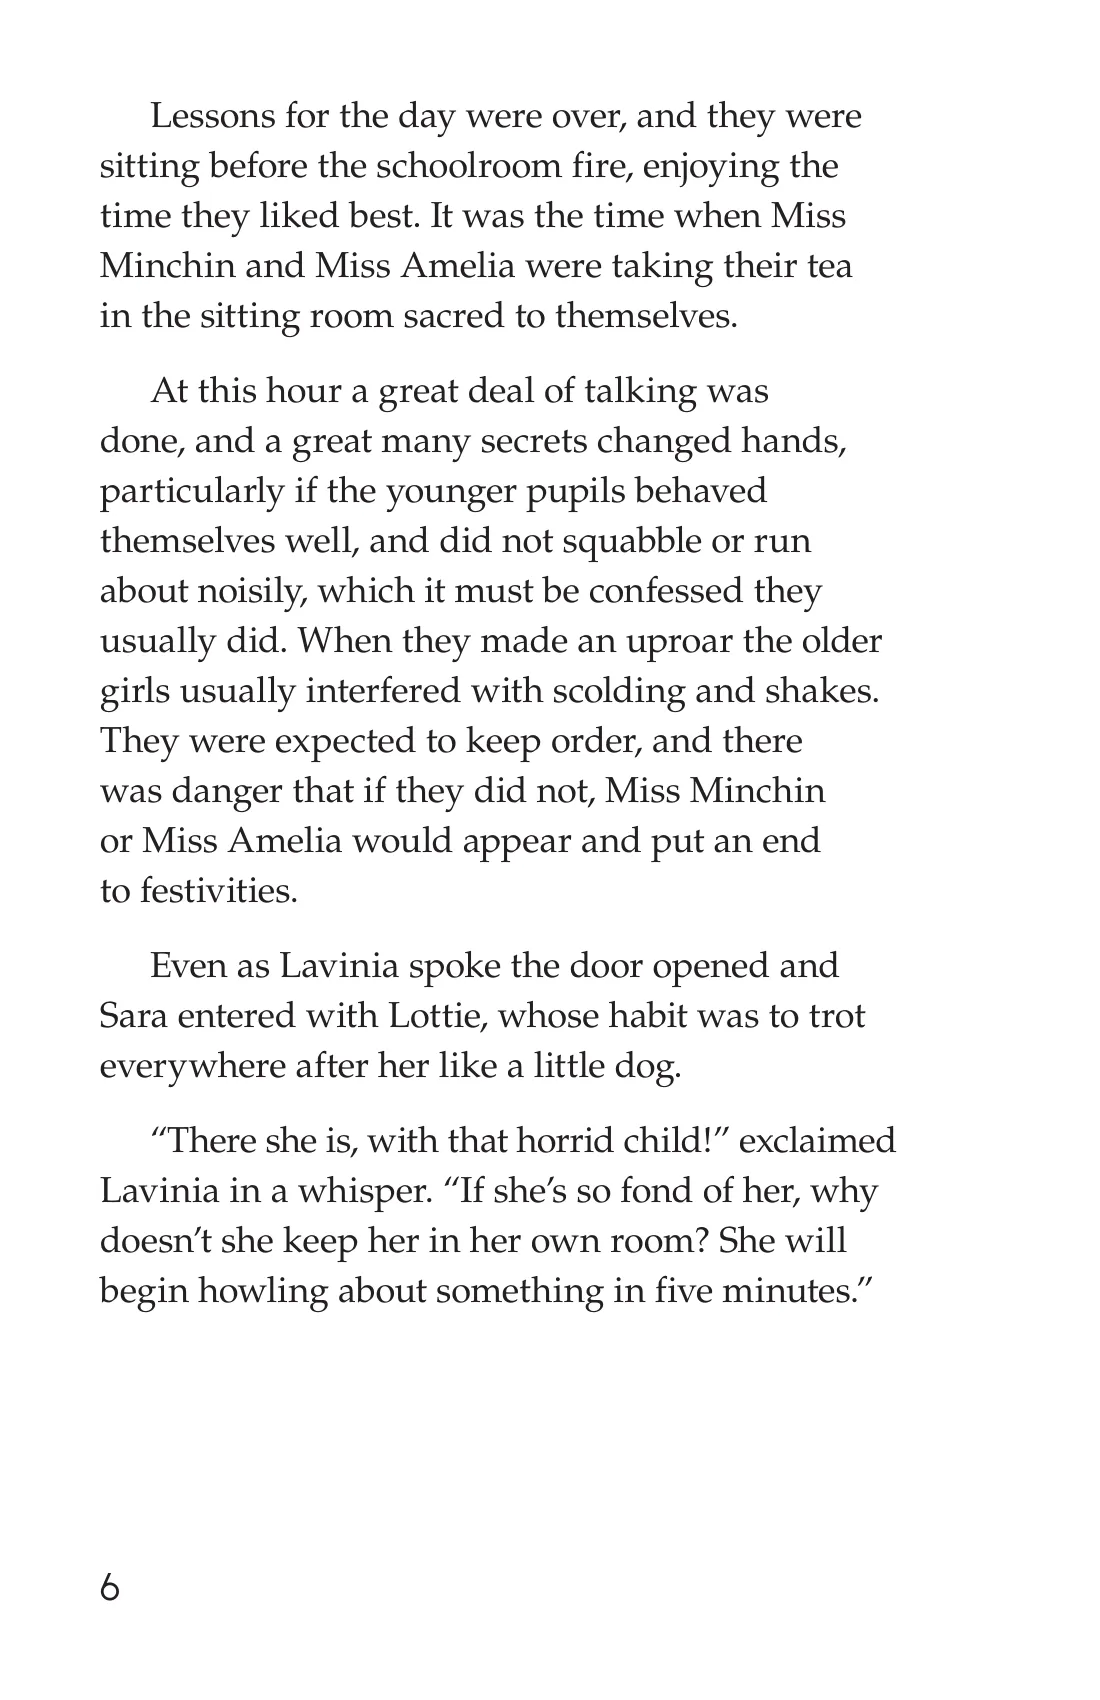 Lessons for the day were over, and they were
sitting before the schoolroom fire, enjoying the
time they liked best. It was the time when Miss
Minchin and Miss Amelia were taking their tea
in the sitting room sacred to themselves.
At this hour a great deal of talking was
done, and a great many secrets changed hands,
particularly if the younger pupils behaved
themselves well, and did not squabble or run
about noisily, which it must be confessed they
usually did. When they made an uproar the older
girls usually interfered with scolding and shakes.
They were expected to keep order, and there
was danger that if they did not, Miss Minchin
or Miss Amelia would appear and put an end
to festivities.
Even as Lavinia spoke the door opened and
Sara entered with Lottie, whose habit was to trot
everywhere after her like a little dog.
“There she is, with that horrid child!” exclaimed
Lavinia in a whisper. “If she’s so fond of her, why
doesn’t she keep her in her own room? She will
begin howling about something in five minutes.”
6